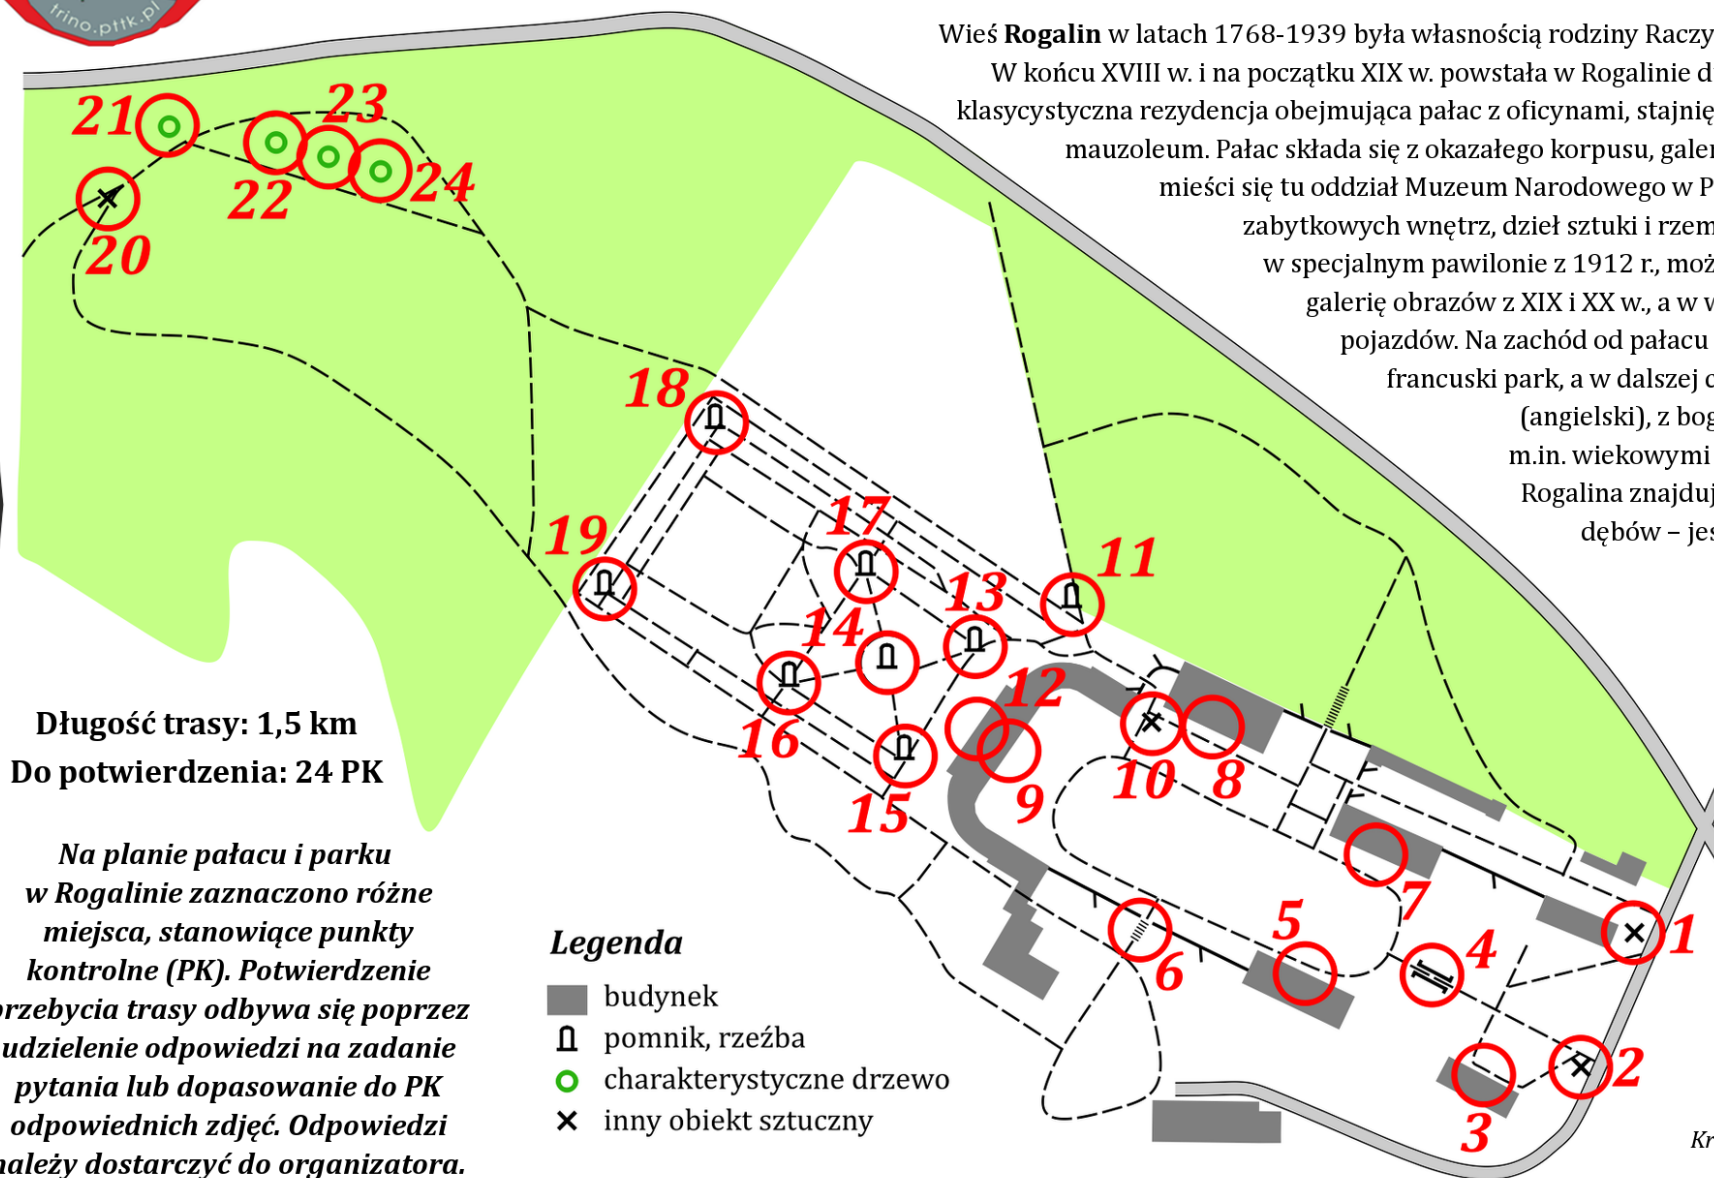 trino.pttk.pl
Wieś Rogalin w latach 1768-1939 była własnością rodziny Raczy
W końcu XVIII w. i na początku XIX w. powstała w Rogalinie d
klasycystyczna rezydencja obejmująca pałac z oficynami, stajnię
mauzoleum. Pałac składa się z okazałego korpusu, galer
mieści się tu oddział Muzeum Narodowego w P
zabytkowych wnętrz, dzieł sztuki i rzem
w specjalnym pawilonie z 1912 r., moż
galerię obrazów z XIX i XX w., a w w
pojazdów. Na zachód od pałacu
francuski park, a w dalszej c
(angielski), z bog
m.in. wiekowymi
Rogalina znajduj
dębów – jes
21
23
22
24
20
18
17
19
11
13
14
12
16
10
8
15
9
7
5
1
4
6
2
3
Długość trasy: 1,5 km
Do potwierdzenia: 24 PK
Na planie pałacu i parku
w Rogalinie zaznaczono różne
miejsca, stanowiące punkty
kontrolne (PK). Potwierdzenie
przebycia trasy odbywa się poprzez
udzielenie odpowiedzi na zadanie
pytania lub dopasowanie do PK
odpowiednich zdjęć. Odpowiedzi
należy dostarczyć do organizatora.
Legenda
budynek
pomnik, rzeźba
charakterystyczne drzewo
inny obiekt sztuczny
Kr